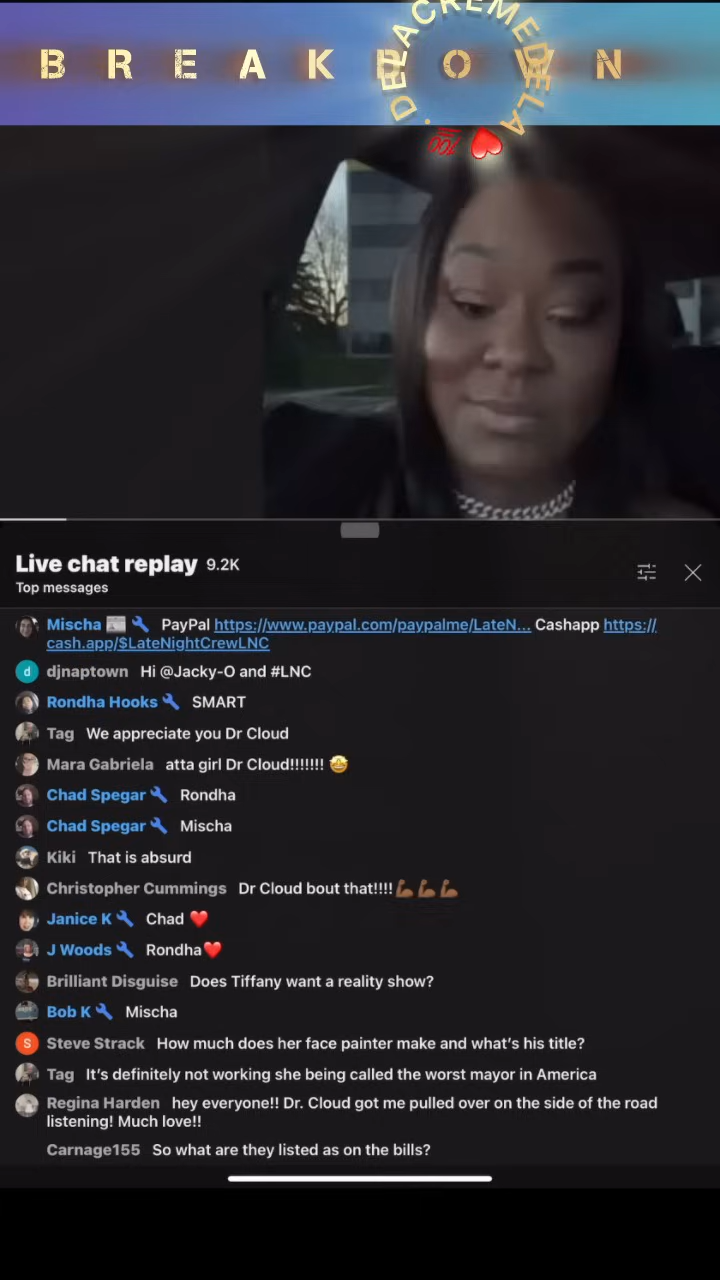 BREAKDOWN
DELACREMEDELA
Live chat replay 9.2K
Top messages
Mischa PayPal https://www.paypal.com/paypalme/LateN... Cashapp https://
cash.app/$LateNightCrewLNC
djnaptown Hi @Jacky-O and #LNC
Rondha Hooks SMART
Tag We appreciate you Dr Cloud
Mara Gabriela atta girl Dr Cloud!!!!!!!
Chad Spegar Rondha
Chad Spegar Mischa
Kiki That is absurd
Christopher Cummings Dr Cloud bout that!!!!
Janice K Chad
J Woods Rondha
Brilliant Disguise Does Tiffany want a reality show?
Bob K Mischa
Steve Strack How much does her face painter make and what's his title?
Tag It's definitely not working she being called the worst mayor in America
Regina Harden hey everyone!! Dr. Cloud got me pulled over on the side of the road
listening! Much love!!
Carnage155 So what are they listed as on the bills?